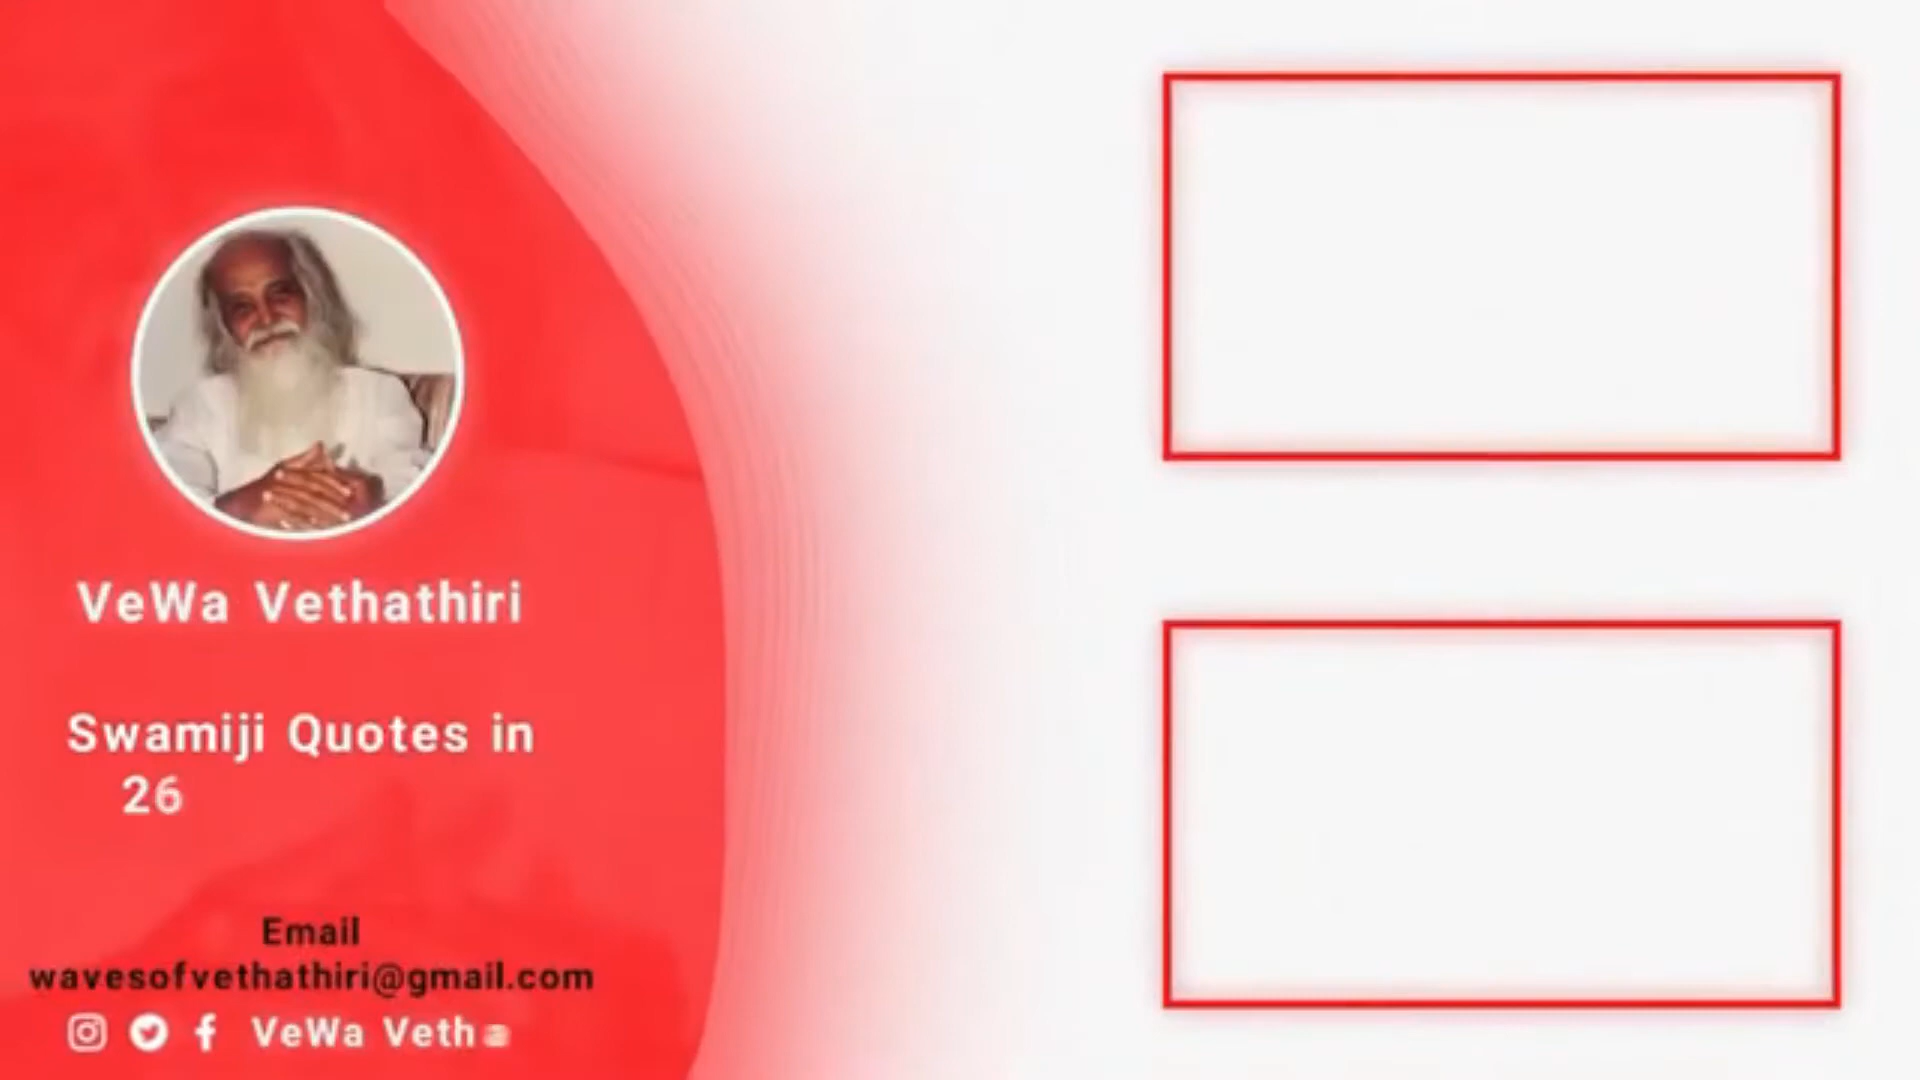 VeWa Vethathiri
Swamiji Quotes in
26
Email
wavesofvethathiri@gmail.com
VeWa Veth